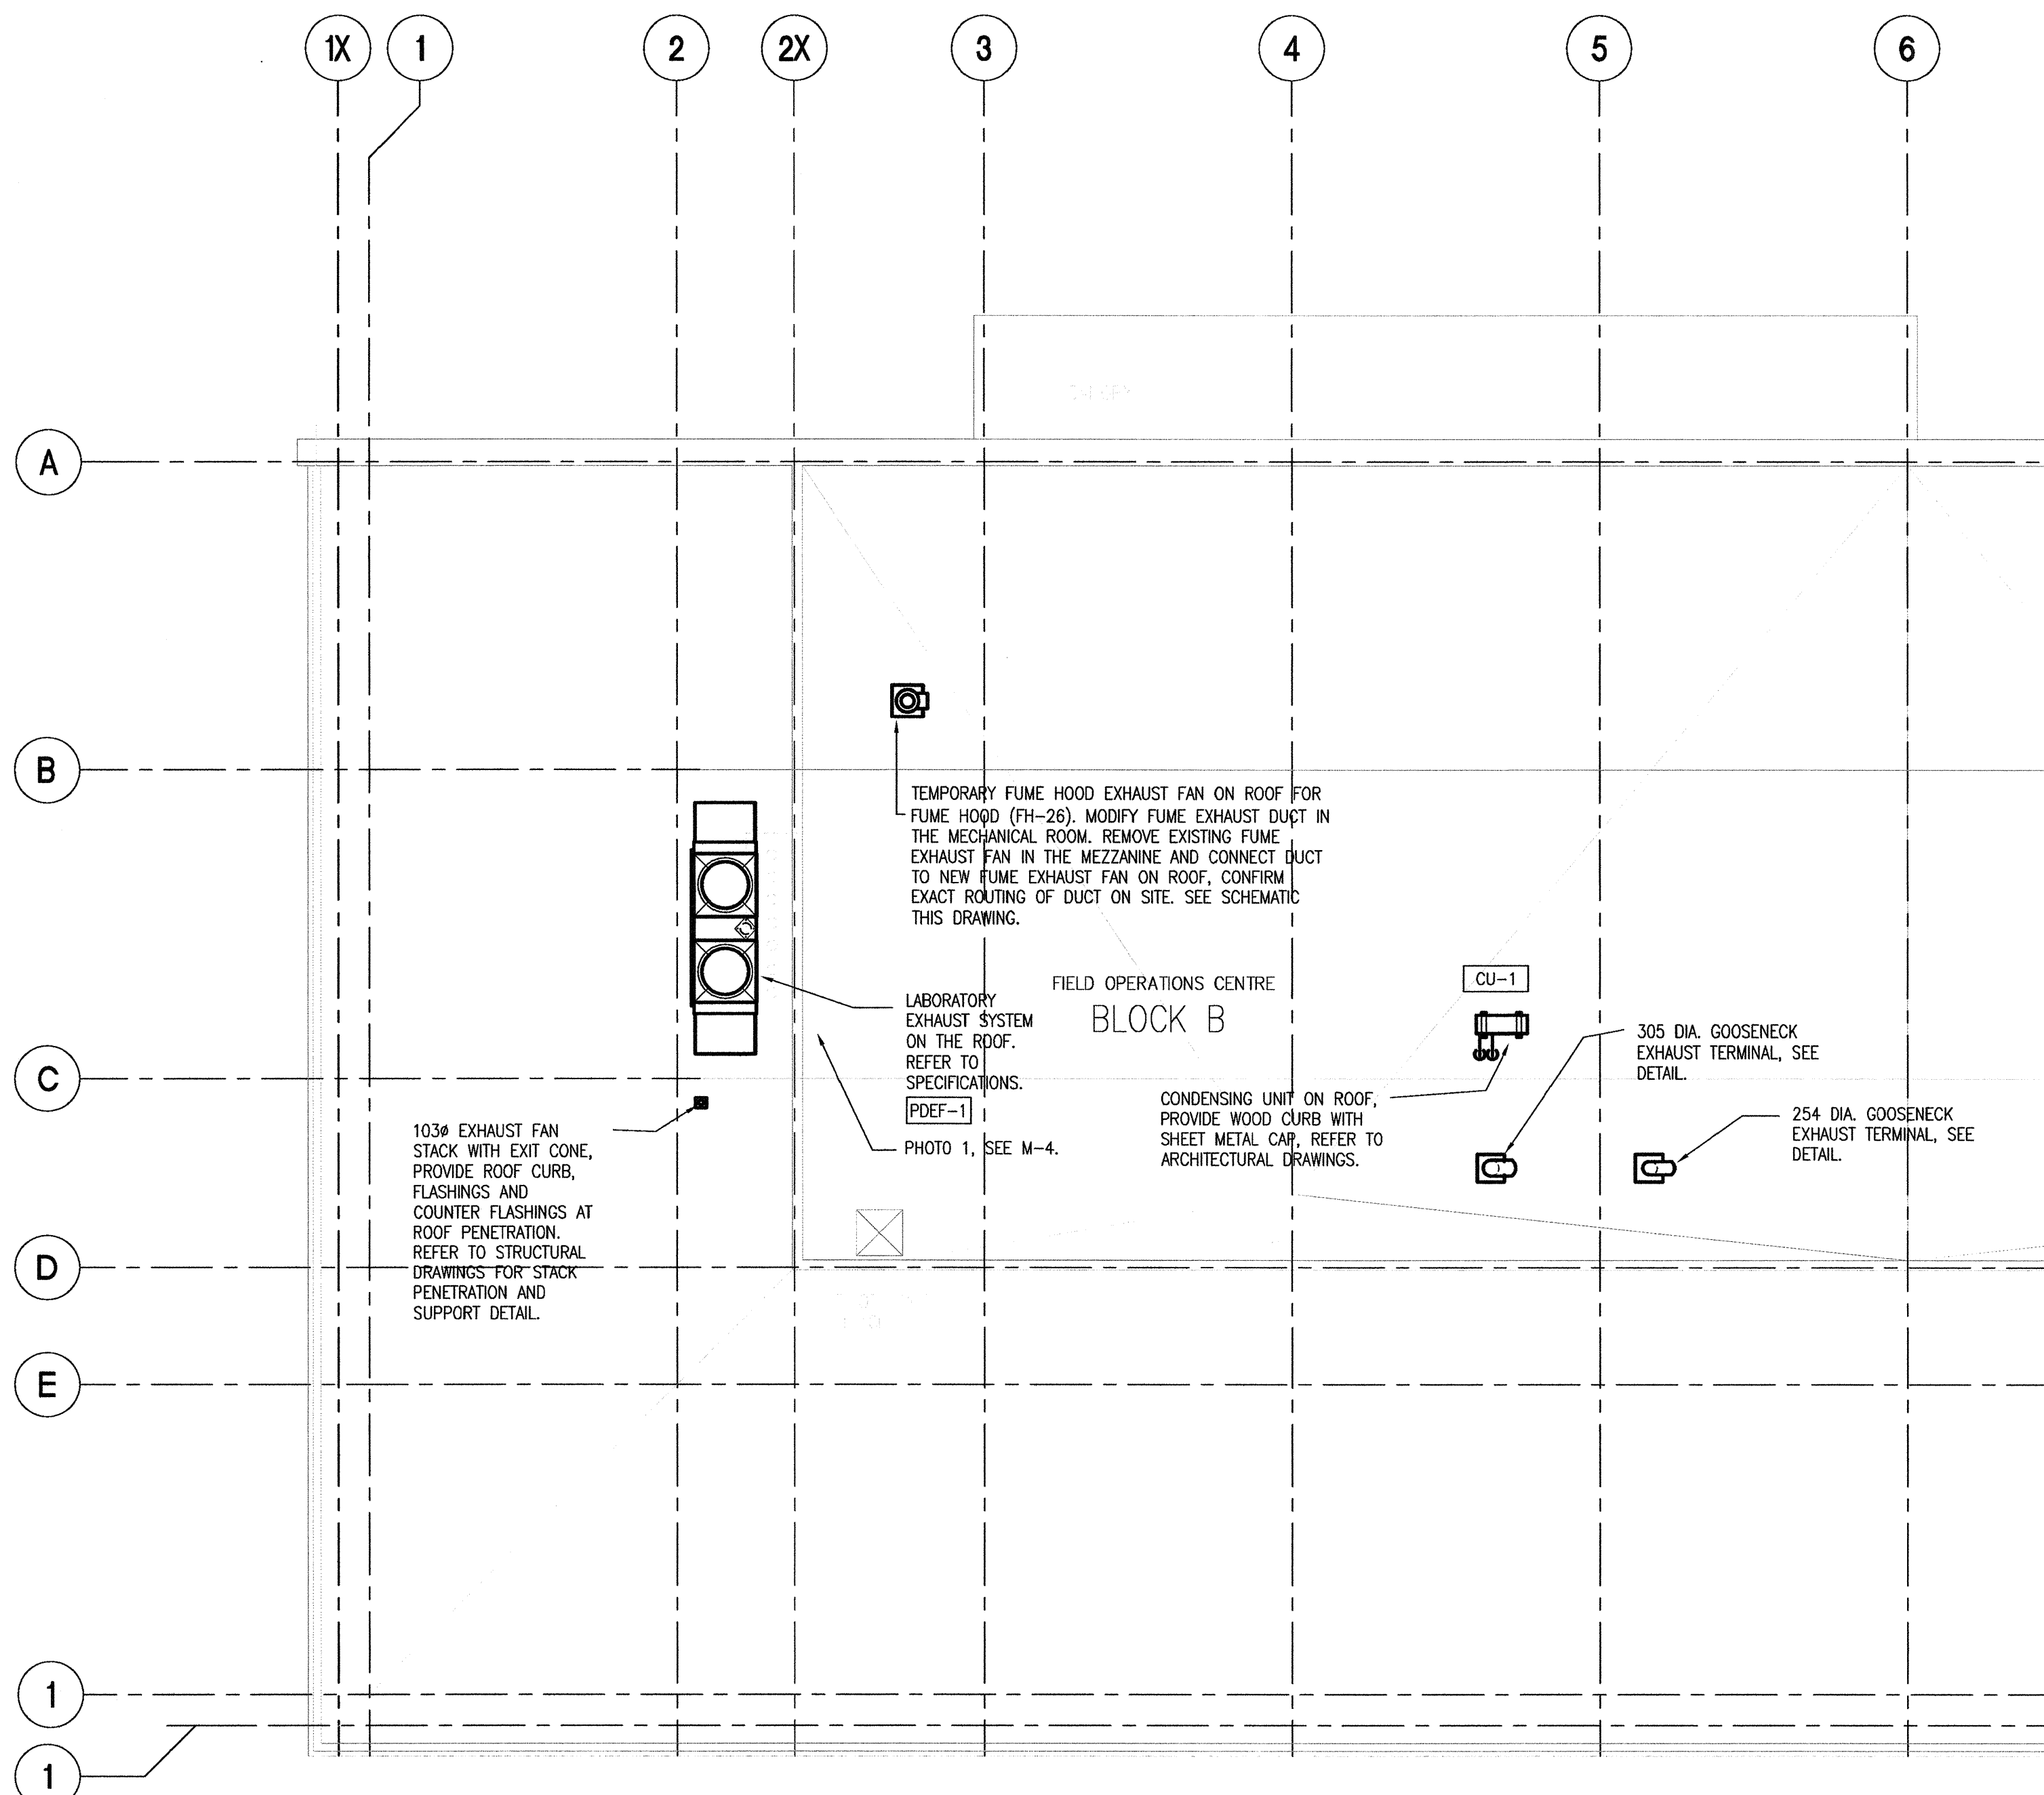 1X
1
2
2X
3
4
5
6
A
B
C
D
E
1
1
TEMPORARY FUME HOOD EXHAUST FAN ON ROOF FOR
FUME HOOD (FH-26). MODIFY FUME EXHAUST DUCT IN
THE MECHANICAL ROOM. REMOVE EXISTING FUME
EXHAUST FAN IN THE MEZZANINE AND CONNECT DUCT
TO NEW FUME EXHAUST FAN ON ROOF, CONFIRM
EXACT ROUTING OF DUCT ON SITE. SEE SCHEMATIC
THIS DRAWING.
FIELD OPERATIONS CENTRE
BLOCK B
LABORATORY
EXHAUST SYSTEM
ON THE ROOF.
REFER TO
SPECIFICATIONS.
PDEF-1
PHOTO 1, SEE M-4.
CU-1
CONDENSING UNIT ON ROOF,
PROVIDE WOOD CURB WITH
SHEET METAL CAP, REFER TO
ARCHITECTURAL DRAWINGS.
305 DIA. GOOSENECK
EXHAUST TERMINAL, SEE
DETAIL.
254 DIA. GOOSENECK
EXHAUST TERMINAL, SEE
DETAIL.
103ø EXHAUST FAN
STACK WITH EXIT CONE,
PROVIDE ROOF CURB,
FLASHINGS AND
COUNTER FLASHINGS AT
ROOF PENETRATION.
REFER TO STRUCTURAL
DRAWINGS FOR STACK
PENETRATION AND
SUPPORT DETAIL.